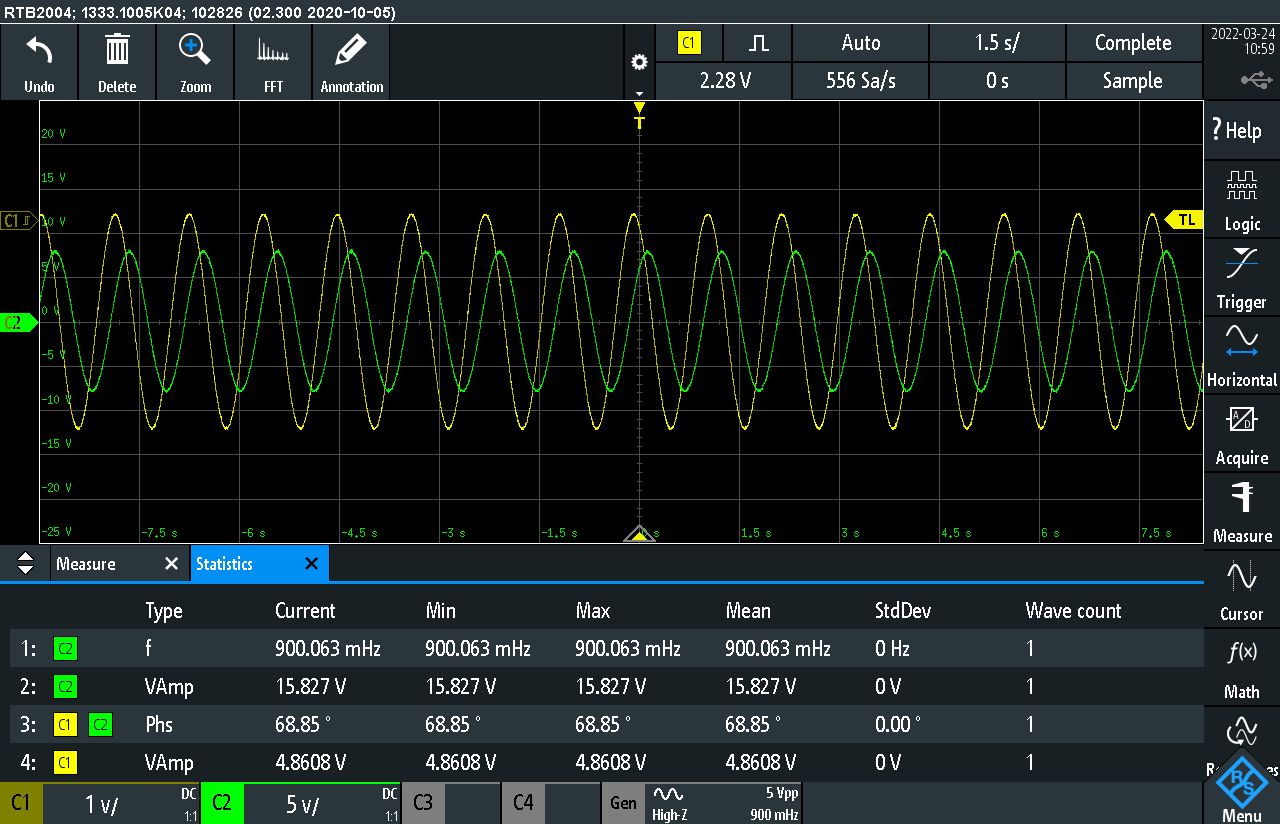 RTB2004; 1333.1005K04; 102826 (02.300 2020-10-05)
Undo Delete Zoom FFT Annotation
C1 Auto 1.5 s/ Complete
2.28 V 556 Sa/s 0 s Sample
2022-03-24
10:59
? Help
Logic
Trigger
Horizontal
A D
Acquire
Measure
Cursor
f(x)
Math
Menu
T
20 V
15 V
C1 10 V TL
5 V
C2 0 V
-5 V
-10 V
-15 V
-20 V
-25 V -7.5 s -6 s -4.5 s -3 s -1.5 s s 1.5 s 3 s 4.5 s 6 s 7.5 s
Measure X Statistics X
Type Current Min Max Mean StdDev Wave count
1: C2 f 900.063 mHz 900.063 mHz 900.063 mHz 900.063 mHz 0 Hz 1
2: C2 VAmp 15.827 V 15.827 V 15.827 V 15.827 V 0 V 1
3: C1 C2 Phs 68.85 ° 68.85 ° 68.85 ° 68.85 ° 0.00 ° 1
4: C1 VAmp 4.8608 V 4.8608 V 4.8608 V 4.8608 V 0 V 1
C1 1 V/ DC 1:1 C2 5 V/ DC 1:1 C3 C4 Gen High-Z 5 Vpp 900 mHz
R&S